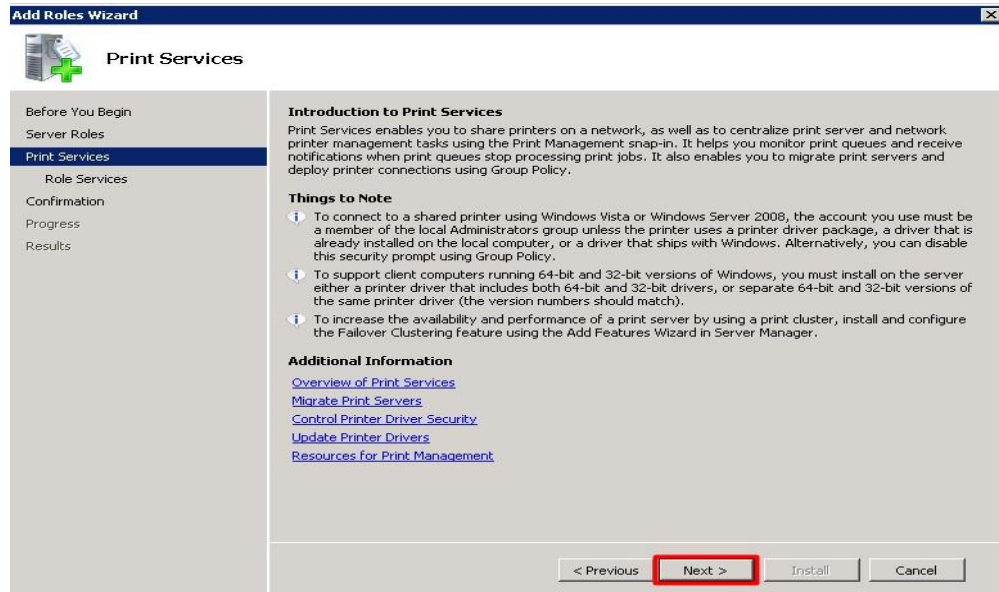 Add Roles Wizard
Print Services
Before You Begin
Server Roles
Print Services
Role Services
Confirmation
Progress
Results
Introduction to Print Services
Print Services enables you to share printers on a network, as well as to centralize print server and network
printer management tasks using the Print Management snap-in. It helps you monitor print queues and receive
notifications when print queues stop processing print jobs. It also enables you to migrate print servers and
deploy printer connections using Group Policy.
Things to Note
To connect to a shared printer using Windows Vista or Windows Server 2008, the account you use must be
a member of the local Administrators group unless the printer uses a printer driver package, a driver that is
already installed on the local computer, or a driver that ships with Windows. Alternatively, you can disable
this security prompt using Group Policy.
To support client computers running 64-bit and 32-bit versions of Windows, you must install on the server
either a printer driver that includes both 64-bit and 32-bit drivers, or separate 64-bit and 32-bit versions of
the same printer driver (the version numbers should match).
To increase the availability and performance of a print server by using a print cluster, install and configure
the Failover Clustering feature using the Add Features Wizard in Server Manager.
Additional Information
Overview of Print Services
Migrate Print Servers
Control Printer Driver Security
Update Printer Drivers
Resources for Print Management
< Previous
Next >
Install
Cancel